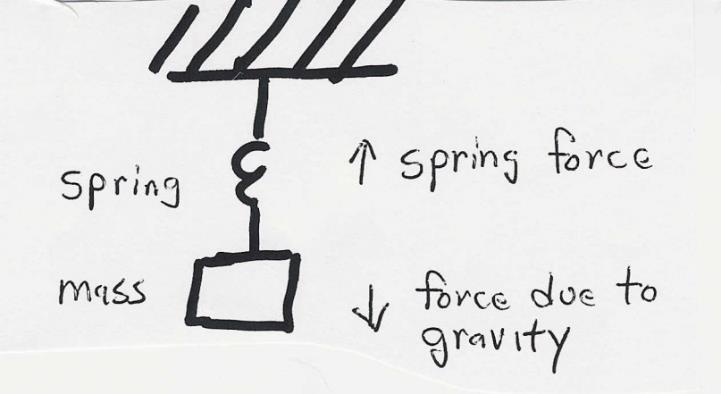 spring
↑ spring force
mass
↓ force due to
gravity